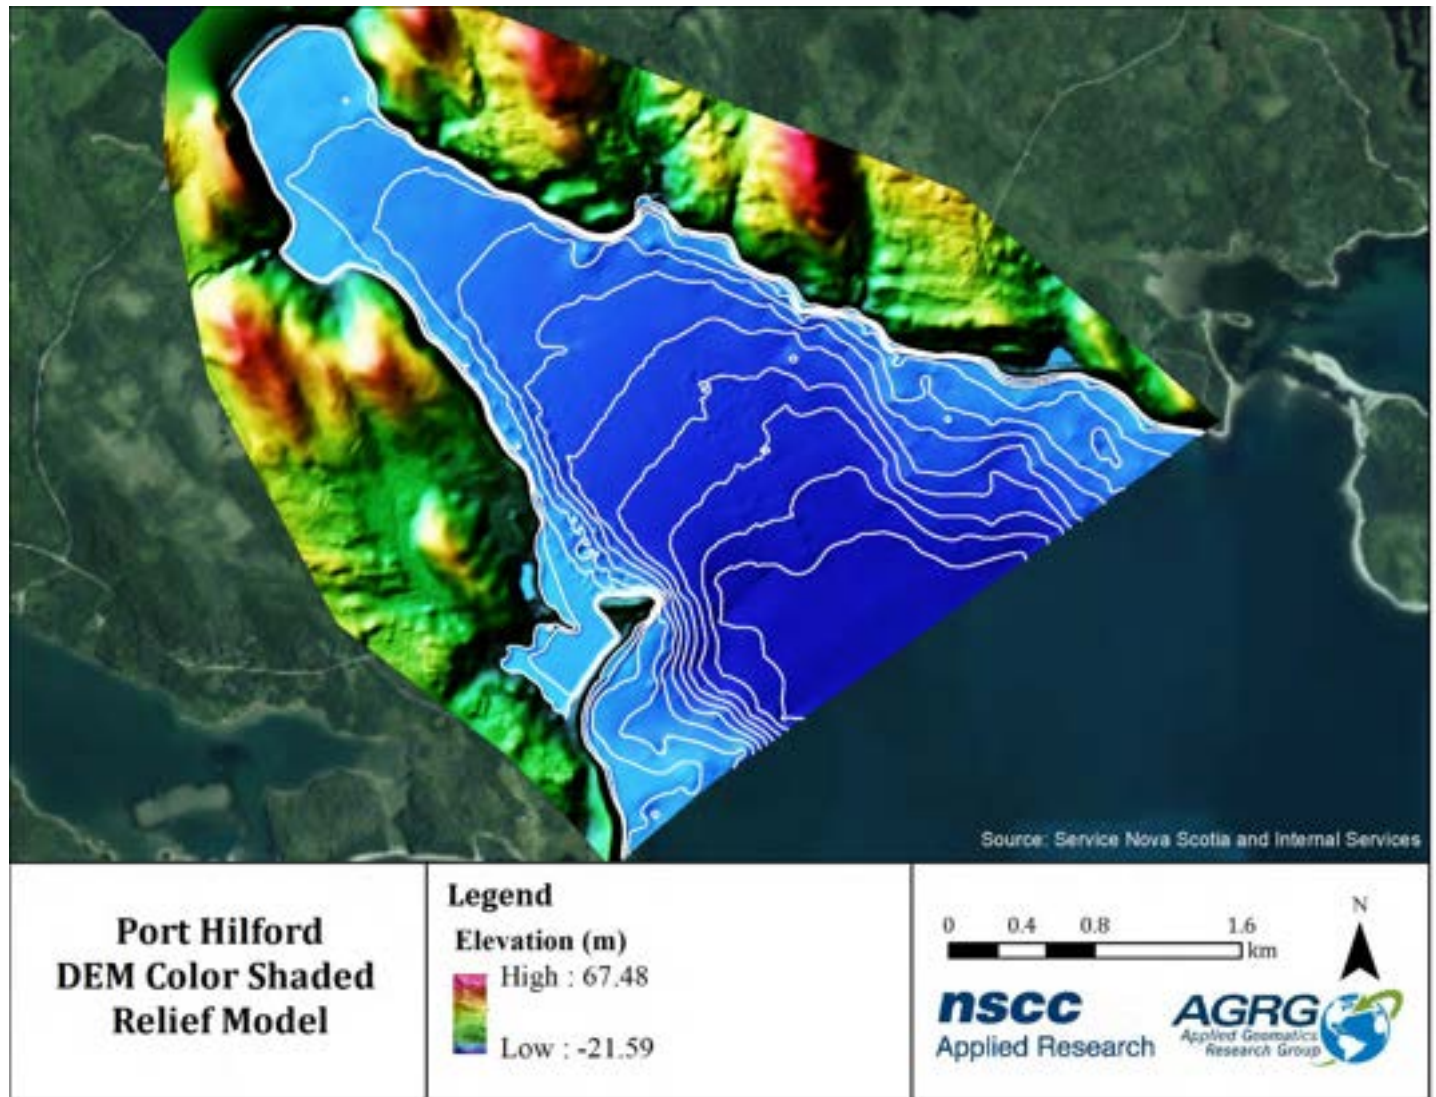 Source: Service Nova Scotia and Internal Services
Port Hilford
DEM Color Shaded
Relief Model
Legend
Elevation (m)
High : 67.48
Low : -21.59
0 0.4 0.8 1.6
km
N
nscc
Applied Research
AGRG
Applied Geomatics
Research Group